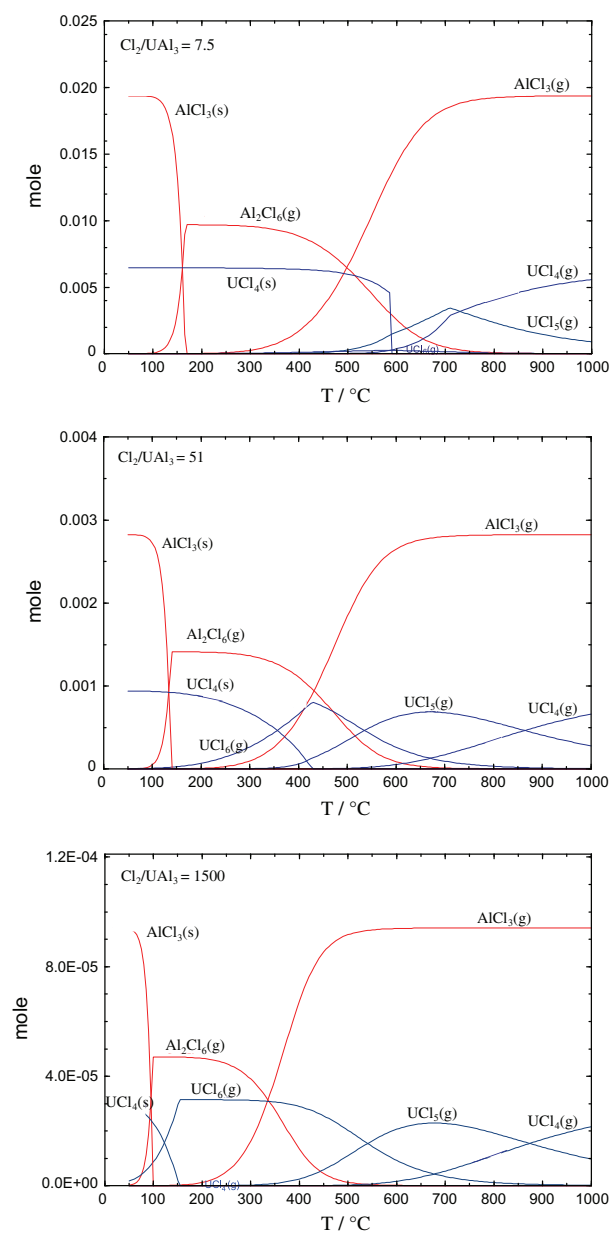 0.025
Cl₂/UAl₃ = 7.5
0.020
AlCl₃(s)
AlCl₃(g)
0.015
mole
0.010
Al₂Cl₆(g)
UCl₄(s)
UCl₄(g)
0.005
UCl₅(g)
0
0 100 200 300 400 500 600 700 800 900 1000
T / °C
0.004
Cl₂/UAl₃ = 51
0.003
AlCl₃(s)
AlCl₃(g)
mole
0.002
Al₂Cl₆(g)
0.001
UCl₄(s)
UCl₅(g)
UCl₄(g)
UCl₆(g)
0
0 100 200 300 400 500 600 700 800 900 1000
T / °C
1.2E-04
Cl₂/UAl₃ = 1500
AlCl₃(s)
AlCl₃(g)
8.0E-05
mole
Al₂Cl₆(g)
4.0E-05
UCl₆(g)
UCl₄(s)
UCl₅(g)
UCl₄(g)
0.0E+00
0 100 200 300 400 500 600 700 800 900 1000
T / °C